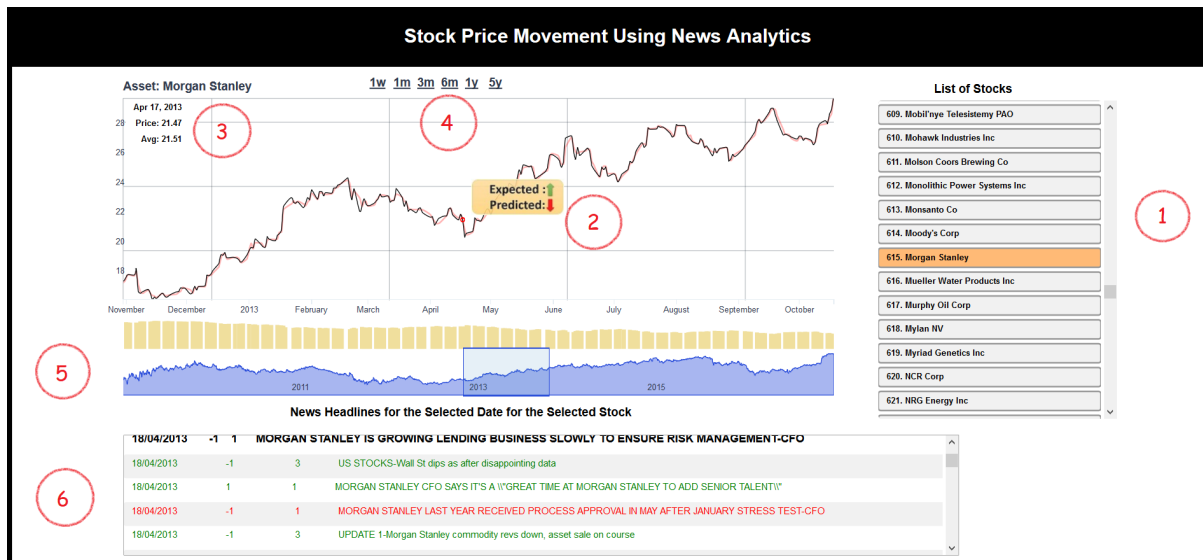 Stock Price Movement Using News Analytics
Asset: Morgan Stanley
1w 1m 3m 6m 1y 5y
Apr 17, 2013
Price: 21.47
Avg: 21.51
3
4
28
26
24
22
20
18
Expected :
Predicted:
2
November December 2013 February March April May June July August September October
5
2011 2013 2015
List of Stocks
609. Mobil'nye Telesistemy PAO
610. Mohawk Industries Inc
611. Molson Coors Brewing Co
612. Monolithic Power Systems Inc
613. Monsanto Co
614. Moody's Corp
615. Morgan Stanley
616. Mueller Water Products Inc
617. Murphy Oil Corp
618. Mylan NV
619. Myriad Genetics Inc
620. NCR Corp
621. NRG Energy Inc
1
News Headlines for the Selected Date for the Selected Stock
18/04/2013 -1 1 MORGAN STANLEY IS GROWING LENDING BUSINESS SLOWLY TO ENSURE RISK MANAGEMENT-CFO
18/04/2013 -1 3 US STOCKS-Wall St dips as after disappointing data
18/04/2013 1 1 MORGAN STANLEY CFO SAYS IT'S A \\"GREAT TIME AT MORGAN STANLEY TO ADD SENIOR TALENT\\"
18/04/2013 -1 1 MORGAN STANLEY LAST YEAR RECEIVED PROCESS APPROVAL IN MAY AFTER JANUARY STRESS TEST-CFO
18/04/2013 -1 3 UPDATE 1-Morgan Stanley commodity revs down, asset sale on course
6